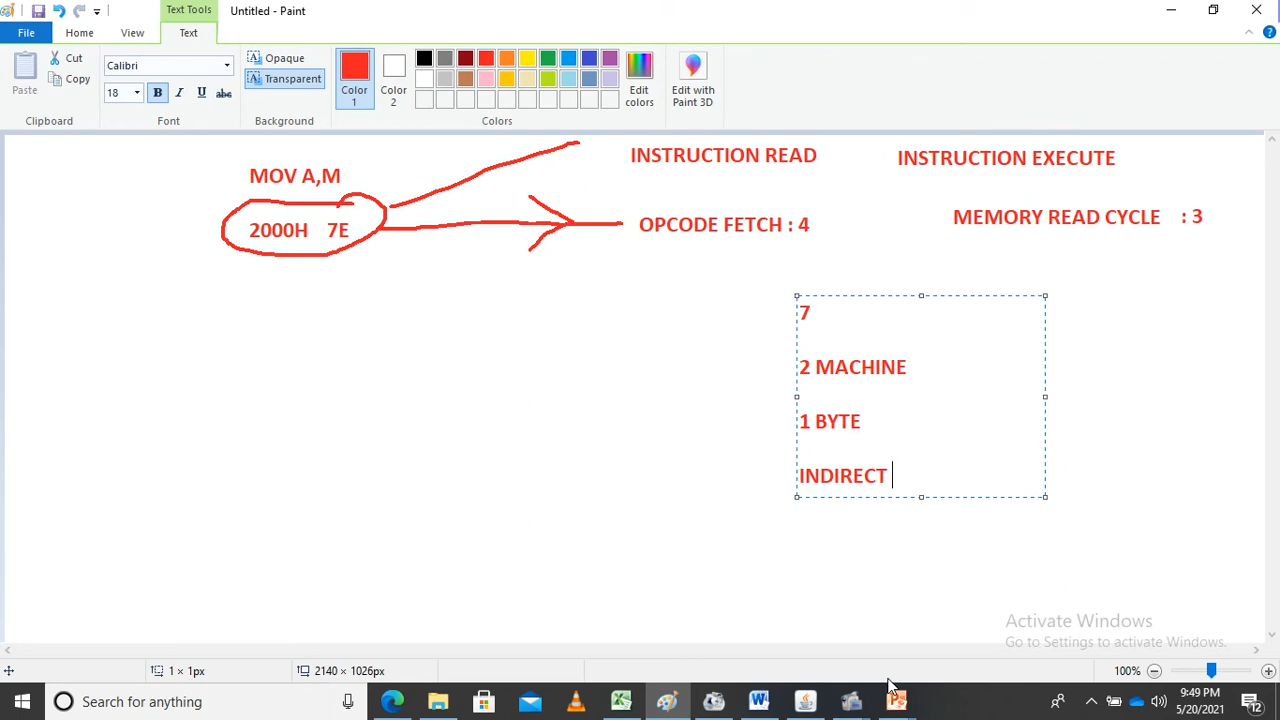 Text Tools
Untitled - Paint
File
Home
View
Text
Paste
Cut
Copy
Clipboard
Calibri
18
B
I
U
abc
Font
Opaque
Transparent
Background
Color 1
Color 2
Edit colors
Colors
Edit with Paint 3D
MOV A,M
INSTRUCTION READ
INSTRUCTION EXECUTE
2000H 7E
OPCODE FETCH : 4
MEMORY READ CYCLE : 3
7
2 MACHINE
1 BYTE
INDIRECT
Activate Windows
Go to Settings to activate Windows.
1 × 1px
2140 × 1026px
100%
Search for anything
9:49 PM
5/20/2021
12